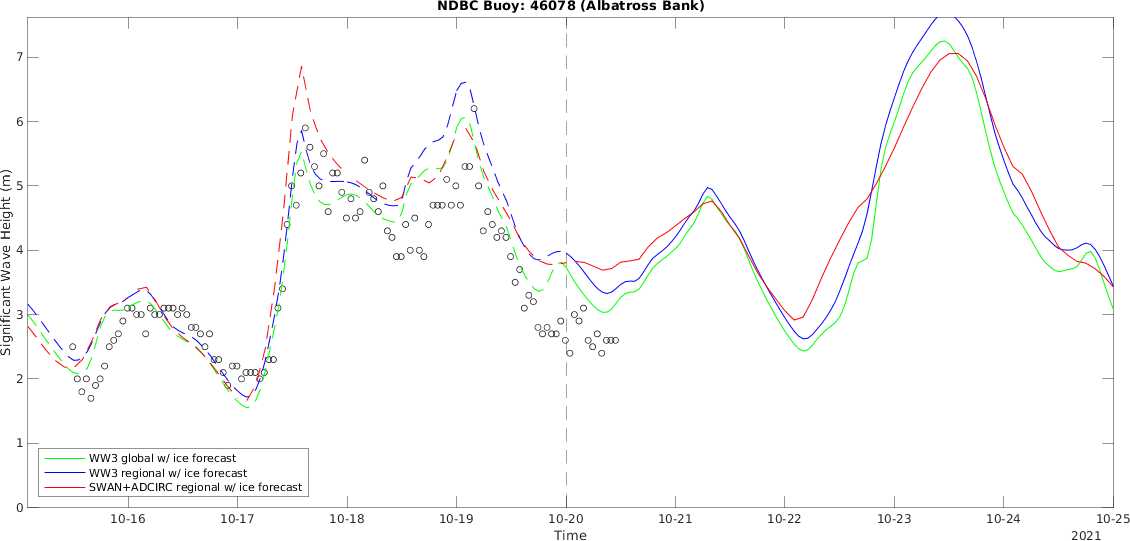 NDBC Buoy: 46078 (Albatross Bank)
Significant Wave Height (m)
7
6
5
4
3
2
1
0
WW3 global w/ ice forecast
WW3 regional w/ ice forecast
SWAN+ADCIRC regional w/ ice forecast
10-16 10-17 10-18 10-19 10-20 10-21 10-22 10-23 10-24 10-25
Time
2021